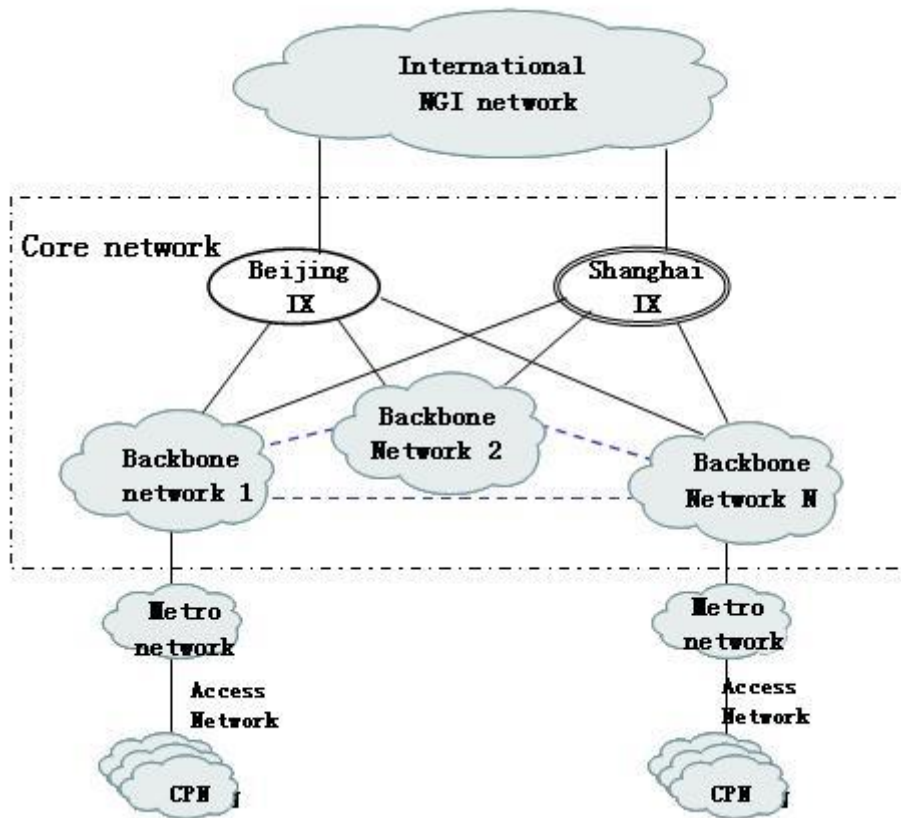 International
NGI network
Core network
Beijing
IX
Shanghai
IX
Backbone
Network 2
Backbone
network 1
Backbone
Network N
Metro
network
Metro
network
Access
Network
Access
Network
CPN
CPN